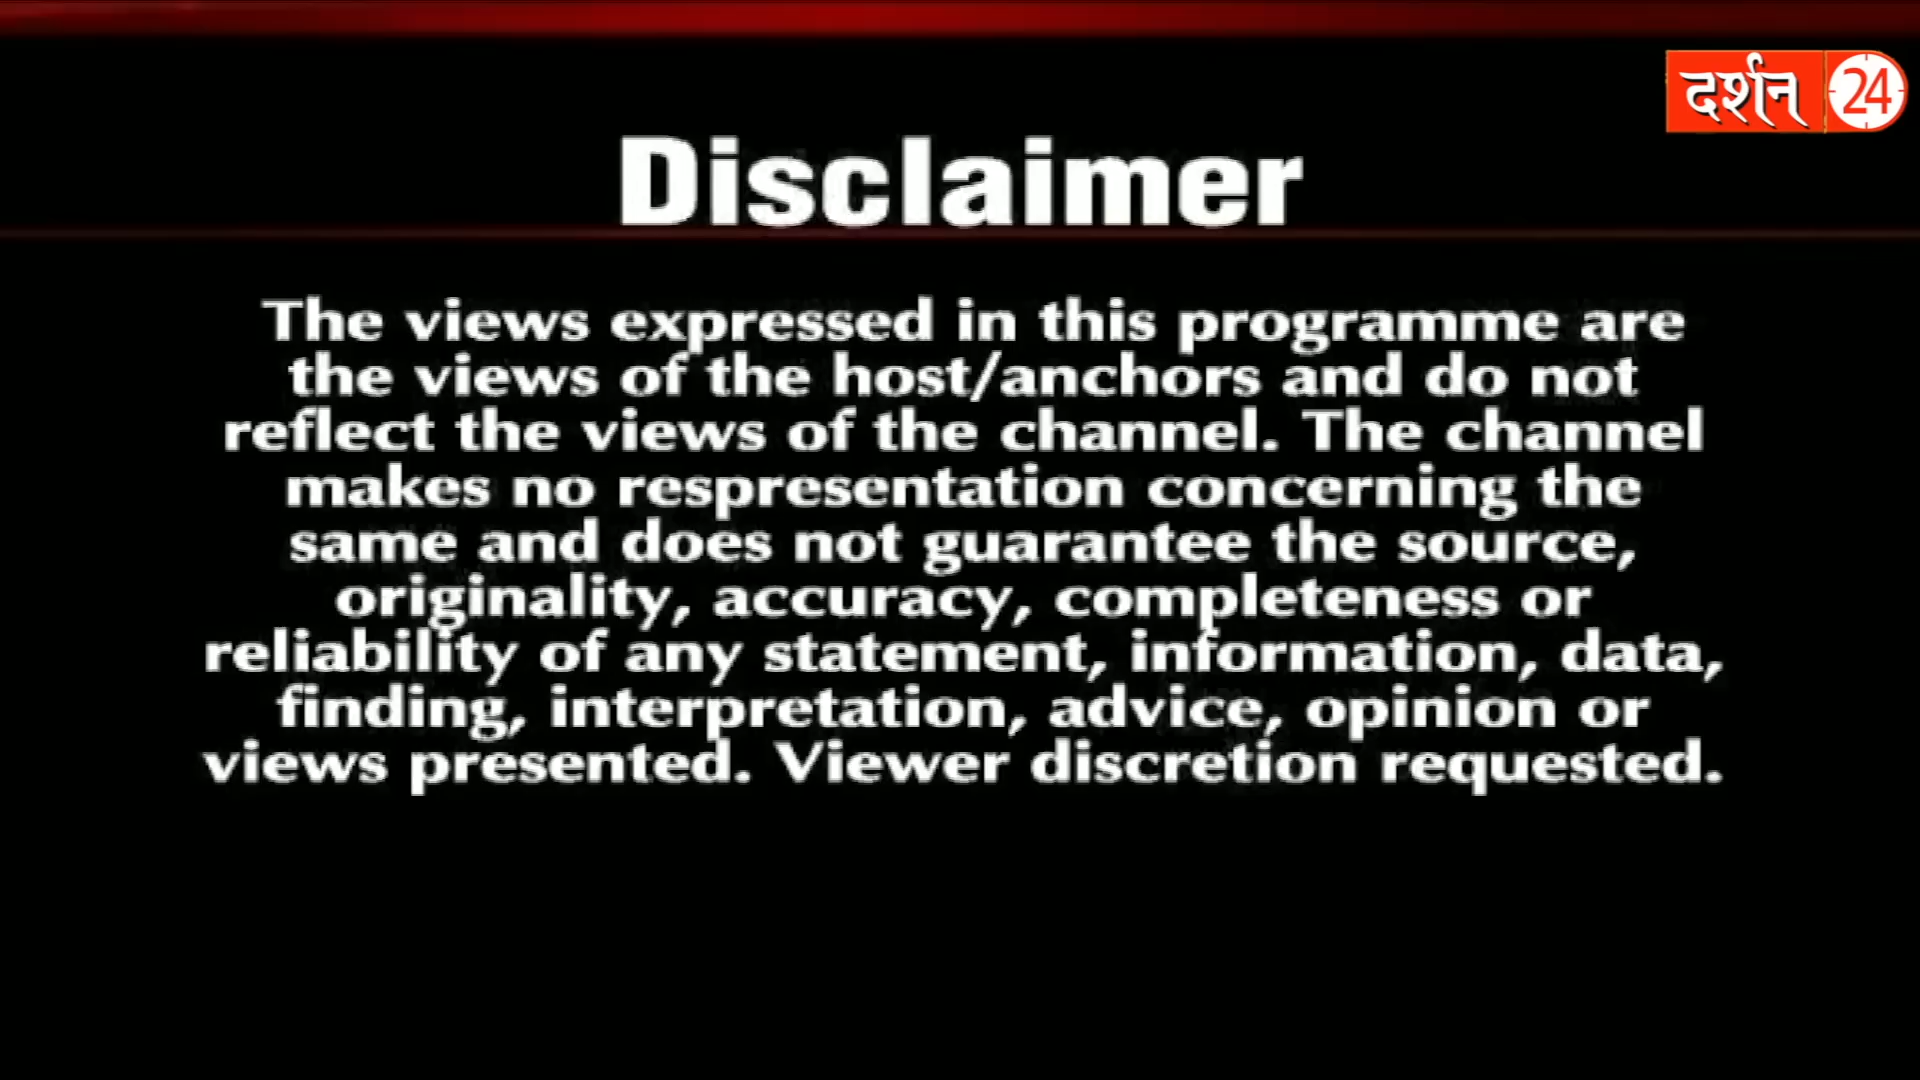 दर्शन 24
Disclaimer
The views expressed in this programme are
the views of the host/anchors and do not
reflect the views of the channel. The channel
makes no respresentation concerning the
same and does not guarantee the source,
originality, accuracy, completeness or
reliability of any statement, information, data,
finding, interpretation, advice, opinion or
views presented. Viewer discretion requested.